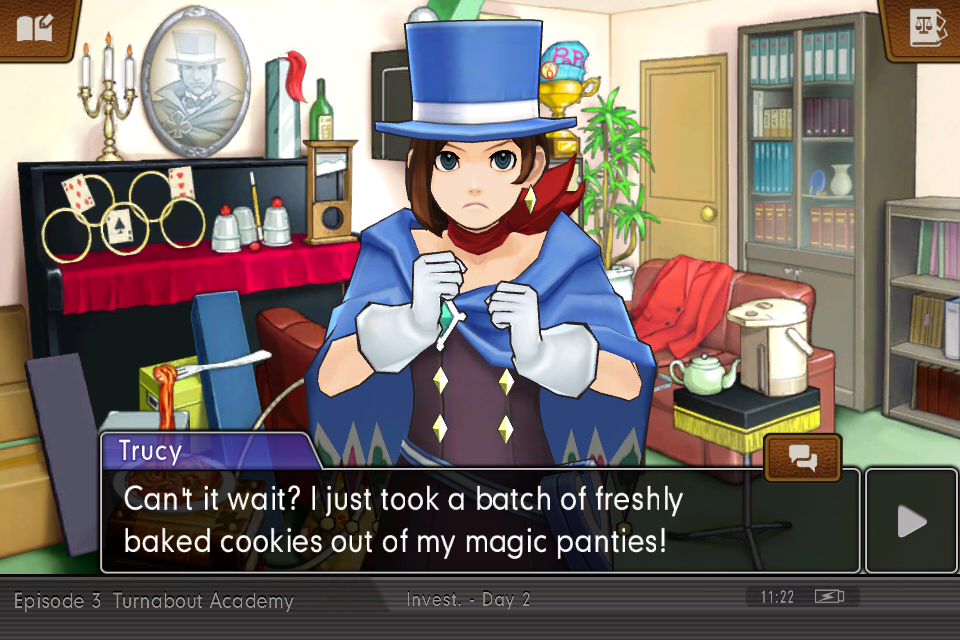 Trucy
Can't it wait? I just took a batch of freshly
baked cookies out of my magic panties!
Episode 3 Turnabout Academy
Invest. - Day 2
11:22